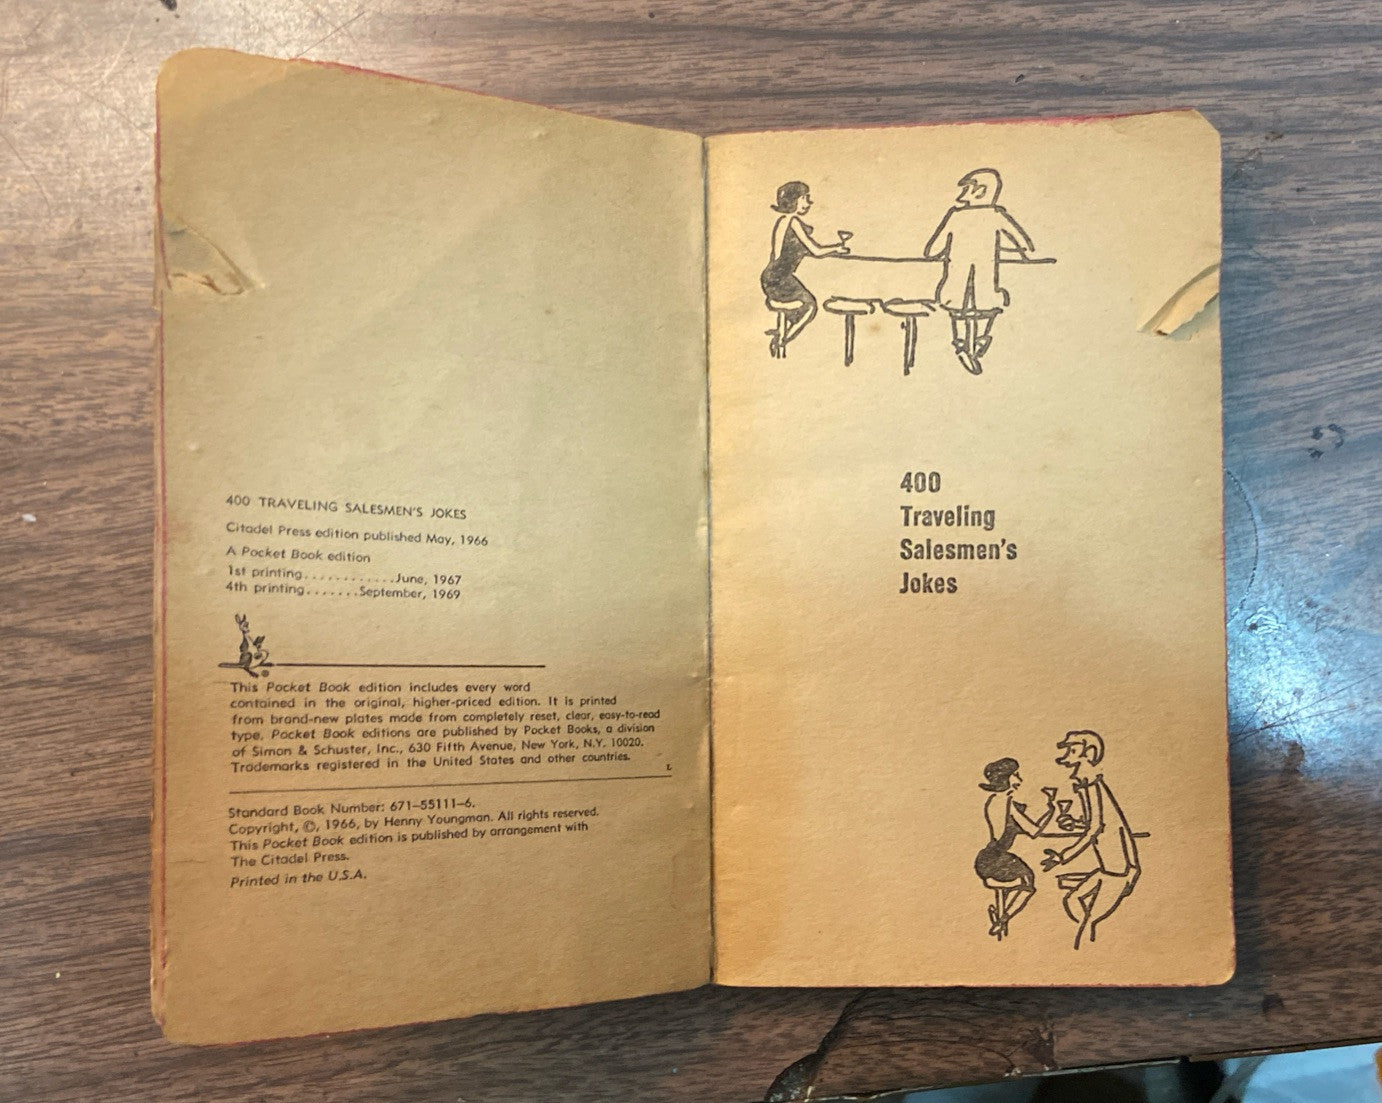 400 TRAVELING SALESMEN'S JOKES
Citadel Press edition published May, 1966
A Pocket Book edition
1st printing............June, 1967
4th printing.......September, 1969
®
This Pocket Book edition includes every word
contained in the original, higher-priced edition. It is printed
from brand-new plates made from completely reset, clear, easy-to-read
type. Pocket Book editions are published by Pocket Books, a division
of Simon & Schuster, Inc., 630 Fifth Avenue, New York, N.Y. 10020.
Trademarks registered in the United States and other countries.
L
Standard Book Number: 671–55111–6.
Copyright, ©, 1966, by Henny Youngman. All rights reserved.
This Pocket Book edition is published by arrangement with
The Citadel Press.
Printed in the U.S.A.
400
Traveling
Salesmen's
Jokes